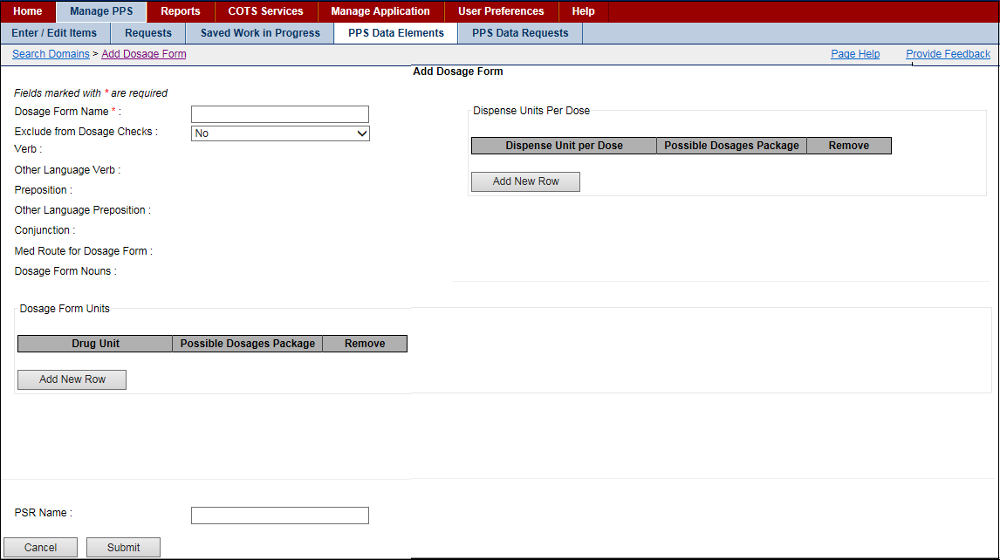 Home Manage PPS Reports COTS Services Manage Application User Preferences Help
Enter / Edit Items Requests Saved Work in Progress PPS Data Elements PPS Data Requests
Search Domains > Add Dosage Form Page Help Provide Feedback
Add Dosage Form
Fields marked with * are required
Dosage Form Name * :
Exclude from Dosage Checks : No
Verb :
Other Language Verb :
Preposition :
Other Language Preposition :
Conjunction :
Med Route for Dosage Form :
Dosage Form Nouns :
Dispense Units Per Dose
Dispense Unit per Dose Possible Dosages Package Remove
Add New Row
Dosage Form Units
Drug Unit Possible Dosages Package Remove
Add New Row
PSR Name :
Cancel Submit